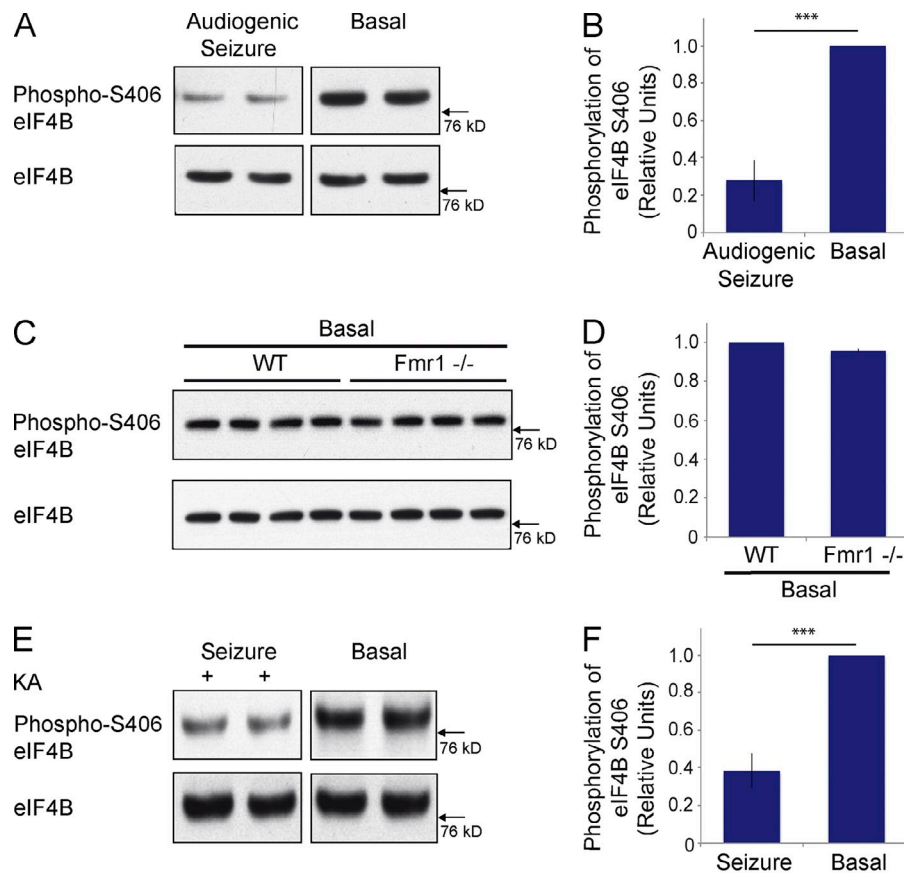 A
Audiogenic
Seizure
Basal
Phospho-S406
eIF4B
76 kD
eIF4B
76 kD
B
***
Phosphorylation of
eIF4B S406
(Relative Units)
1.0
0.8
0.6
0.4
0.2
0
Audiogenic
Seizure
Basal
C
Basal
WT
Fmr1 -/-
Phospho-S406
eIF4B
76 kD
eIF4B
76 kD
D
Phosphorylation of
eIF4B S406
(Relative Units)
1.0
0.8
0.6
0.4
0.2
0
WT
Fmr1 -/-
Basal
E
Seizure
Basal
KA
+ +
Phospho-S406
eIF4B
76 kD
eIF4B
76 kD
F
***
Phosphorylation of
eIF4B S406
(Relative Units)
1.0
0.8
0.6
0.4
0.2
0
Seizure
Basal